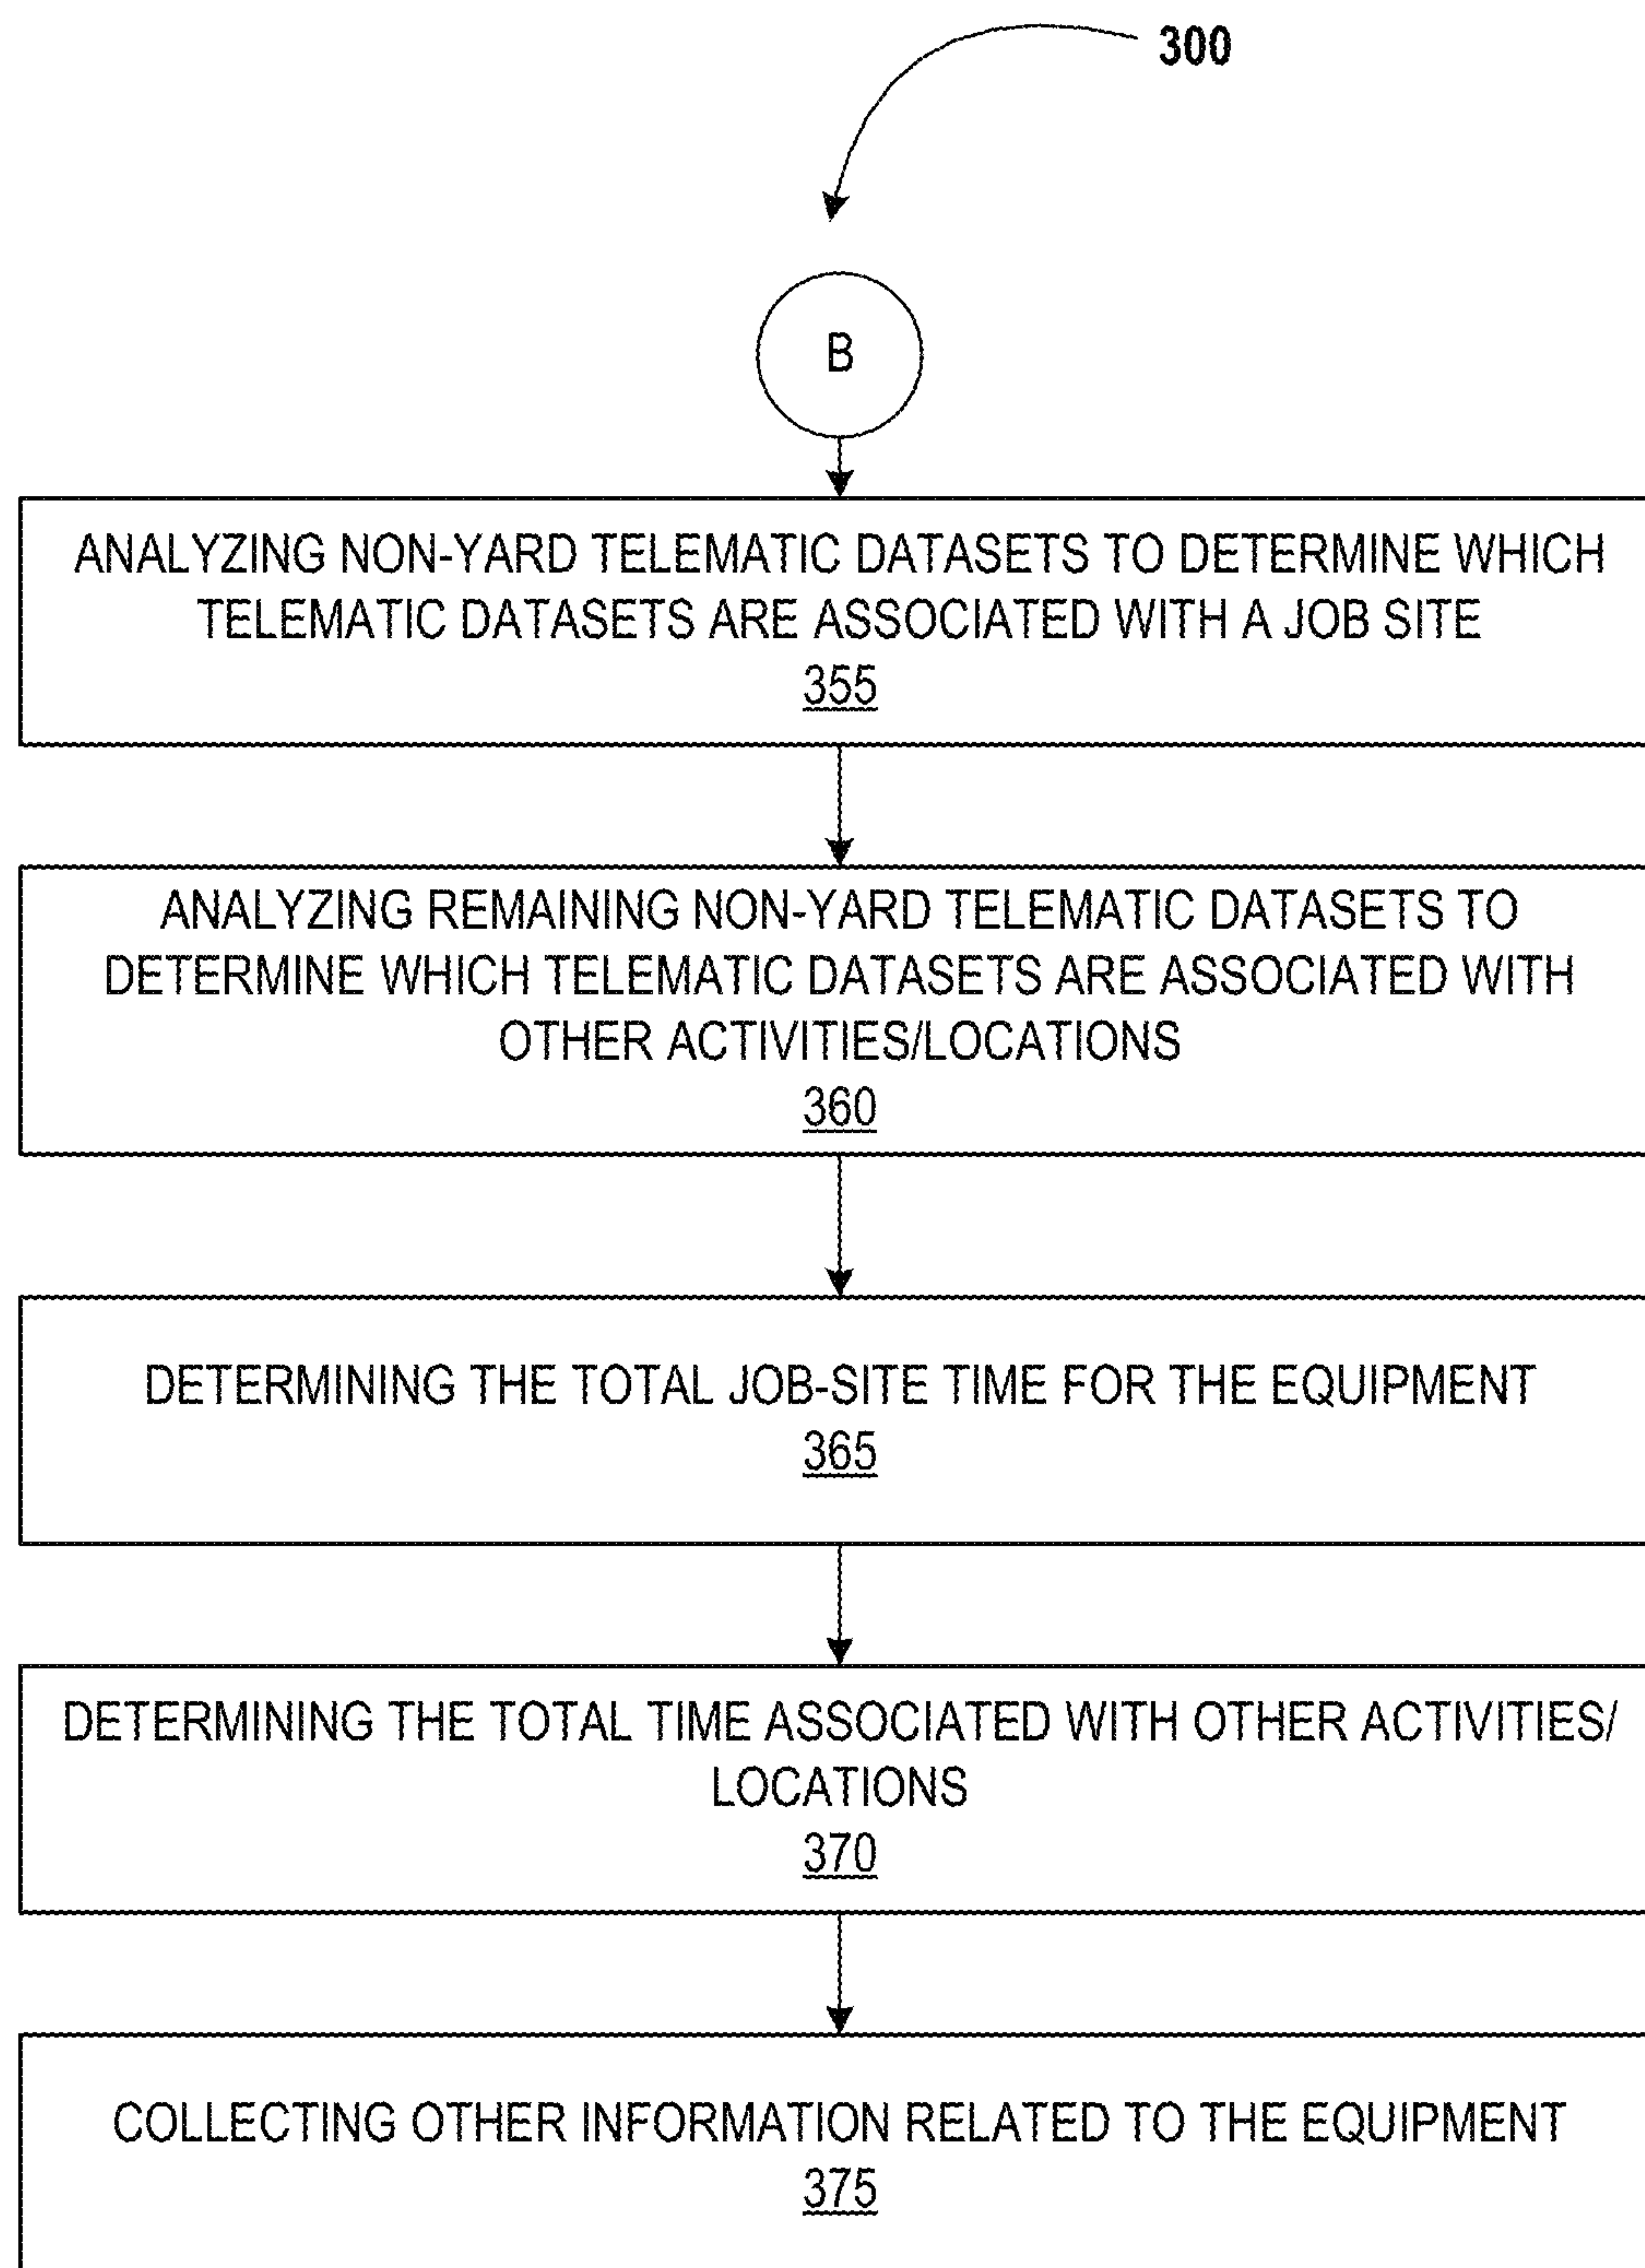 300
B
ANALYZING NON-YARD TELEMATIC DATASETS TO DETERMINE WHICH
TELEMATIC DATASETS ARE ASSOCIATED WITH A JOB SITE
355
ANALYZING REMAINING NON-YARD TELEMATIC DATASETS TO
DETERMINE WHICH TELEMATIC DATASETS ARE ASSOCIATED WITH
OTHER ACTIVITIES/LOCATIONS
360
DETERMINING THE TOTAL JOB-SITE TIME FOR THE EQUIPMENT
365
DETERMINING THE TOTAL TIME ASSOCIATED WITH OTHER ACTIVITIES/
LOCATIONS
370
COLLECTING OTHER INFORMATION RELATED TO THE EQUIPMENT
375